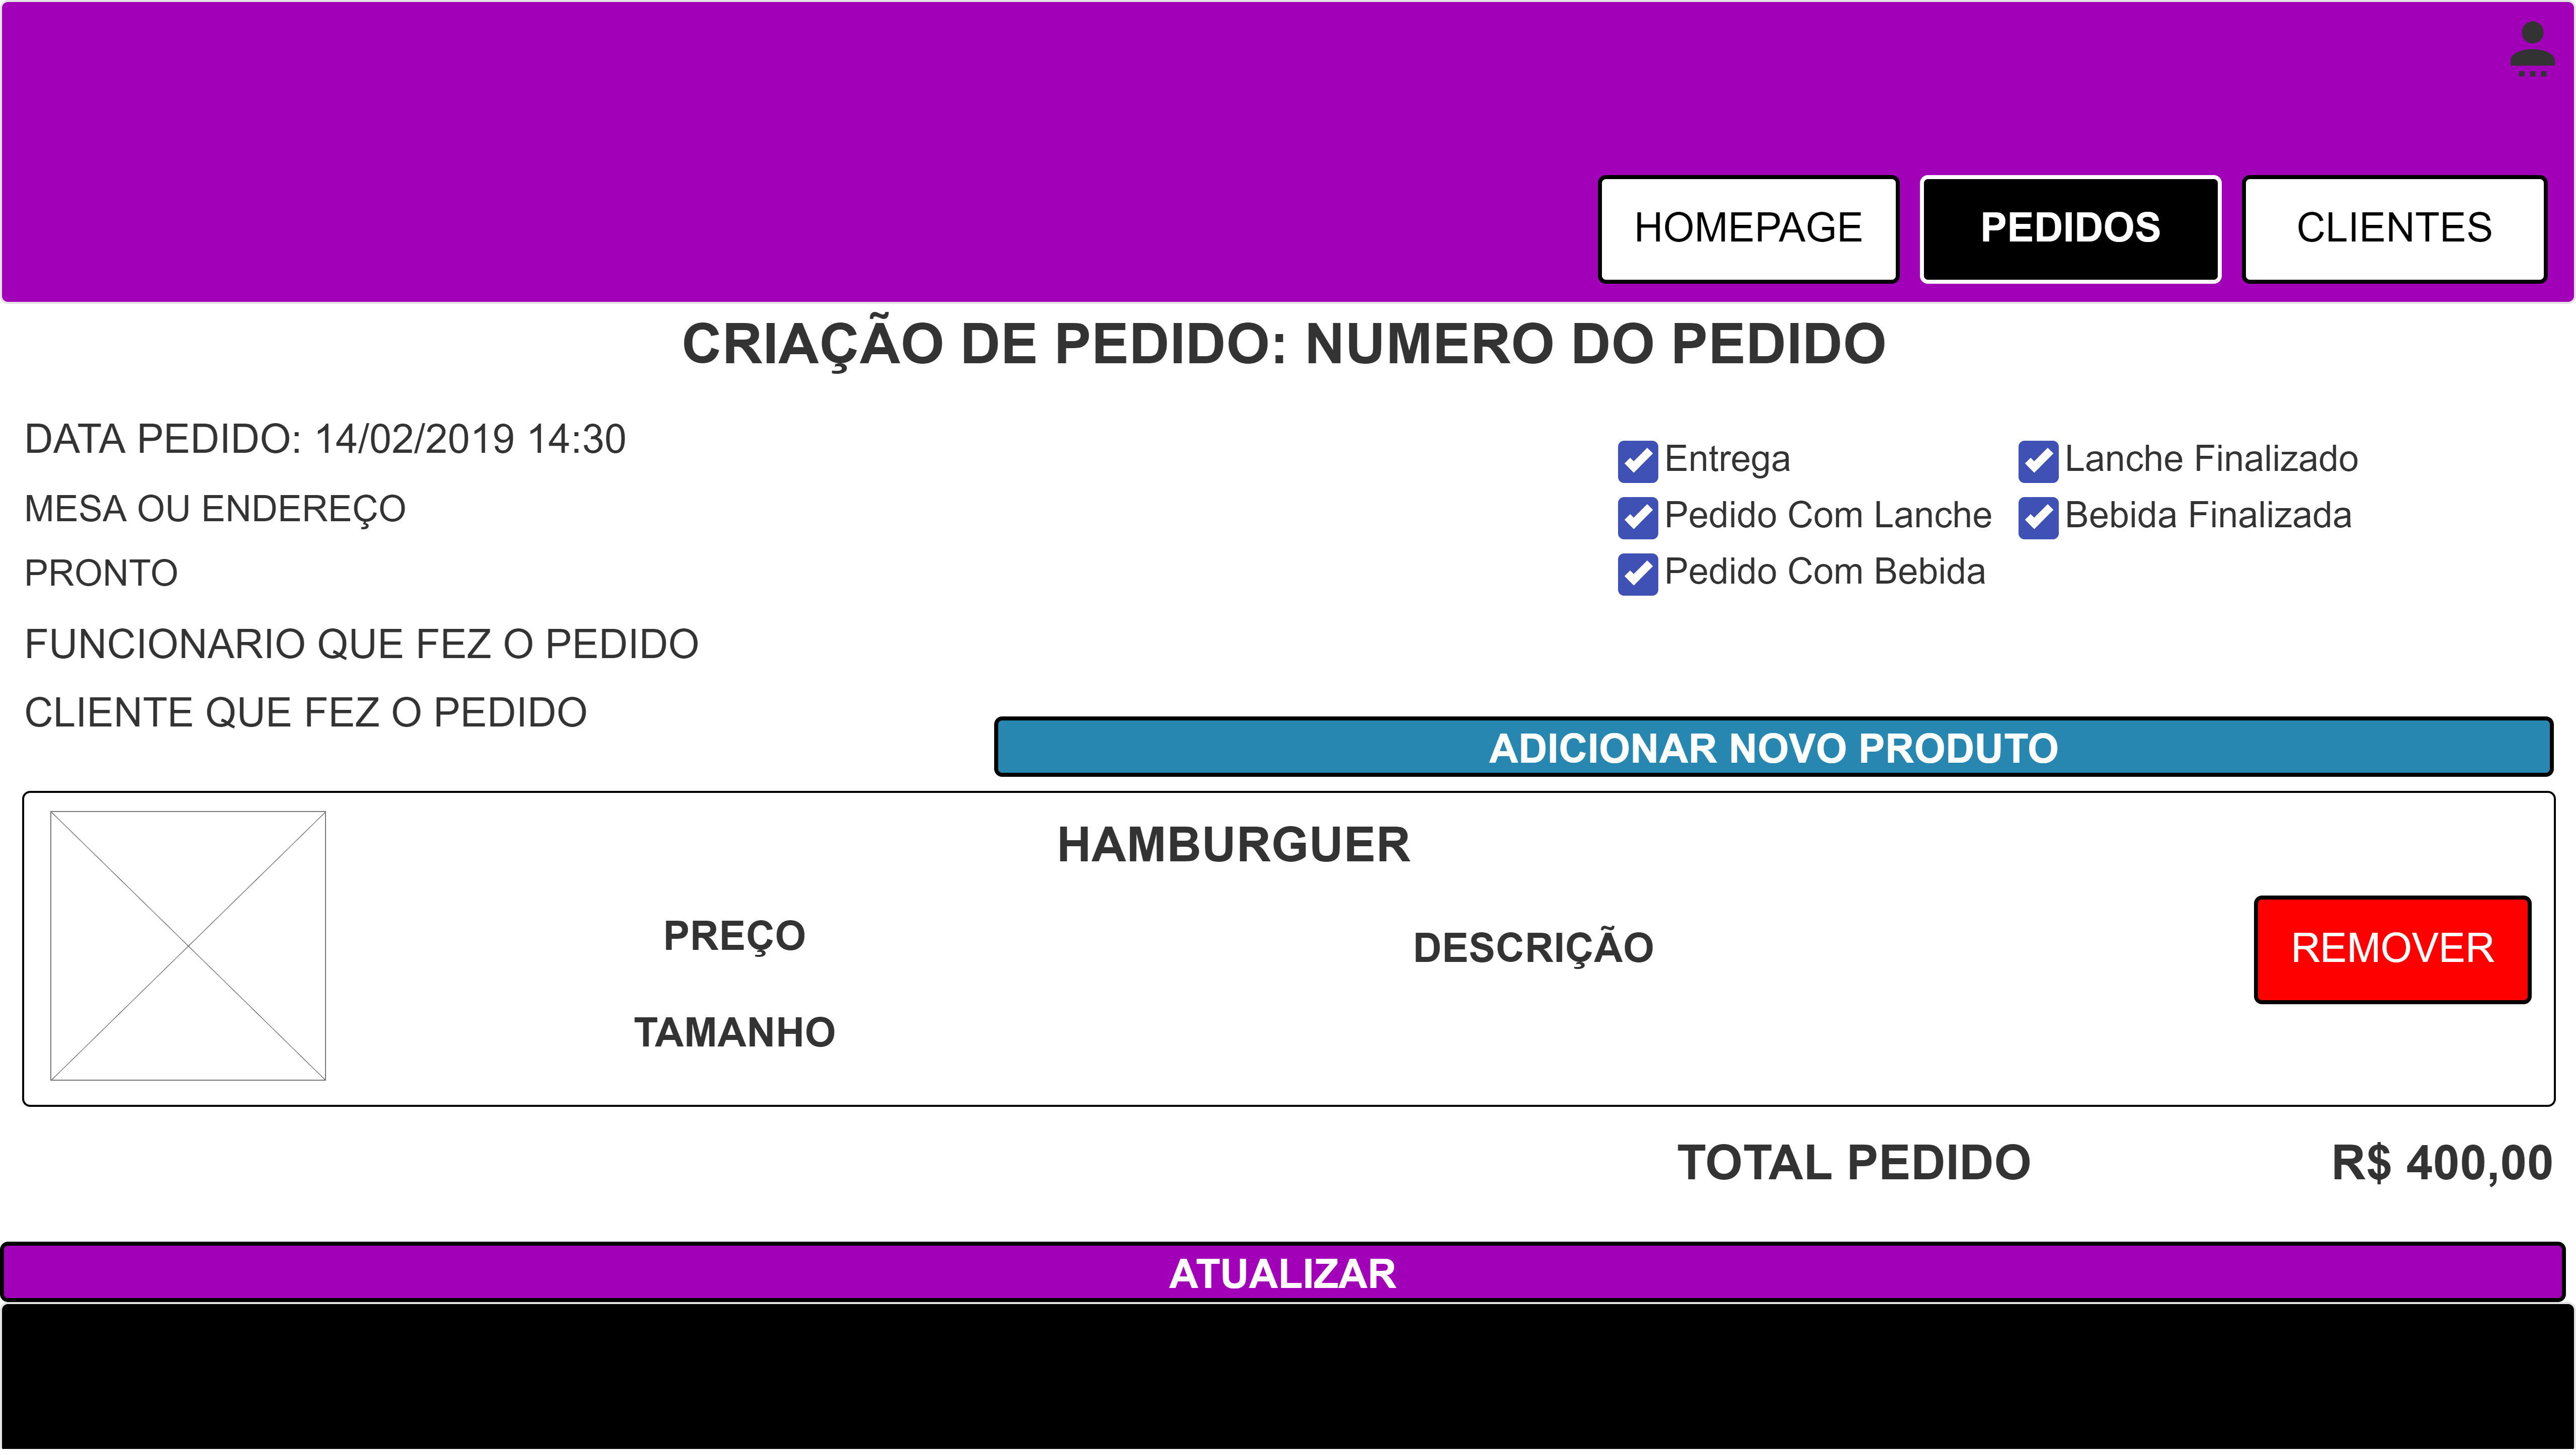 HOMEPAGE PEDIDOS CLIENTES
CRIAÇÃO DE PEDIDO: NUMERO DO PEDIDO
DATA PEDIDO: 14/02/2019 14:30
MESA OU ENDEREÇO
PRONTO
FUNCIONARIO QUE FEZ O PEDIDO
CLIENTE QUE FEZ O PEDIDO
Entrega
Pedido Com Lanche
Pedido Com Bebida
Lanche Finalizado
Bebida Finalizada
ADICIONAR NOVO PRODUTO
HAMBURGUER
PREÇO
TAMANHO
DESCRIÇÃO
REMOVER
TOTAL PEDIDO R$ 400,00
ATUALIZAR